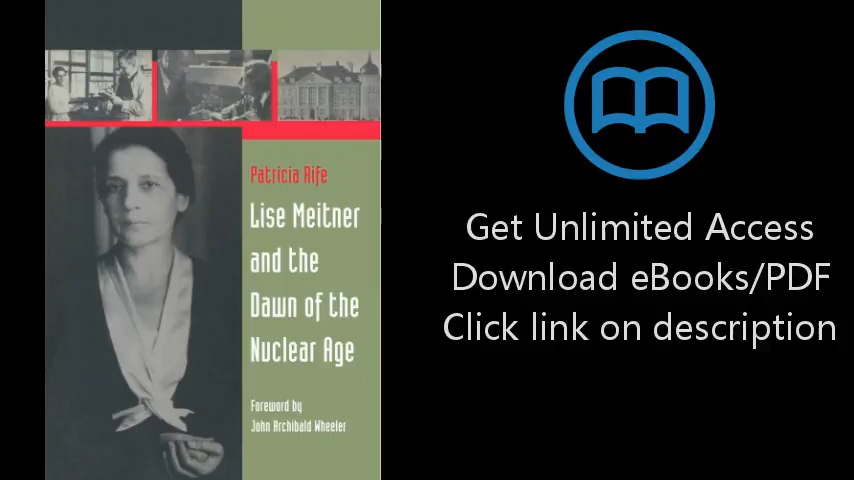 Patricia Rife
Lise Meitner
and the
Dawn of the
Nuclear Age
Foreword by
John Archibald Wheeler
Get Unlimited Access
Download eBooks/PDF
Click link on description